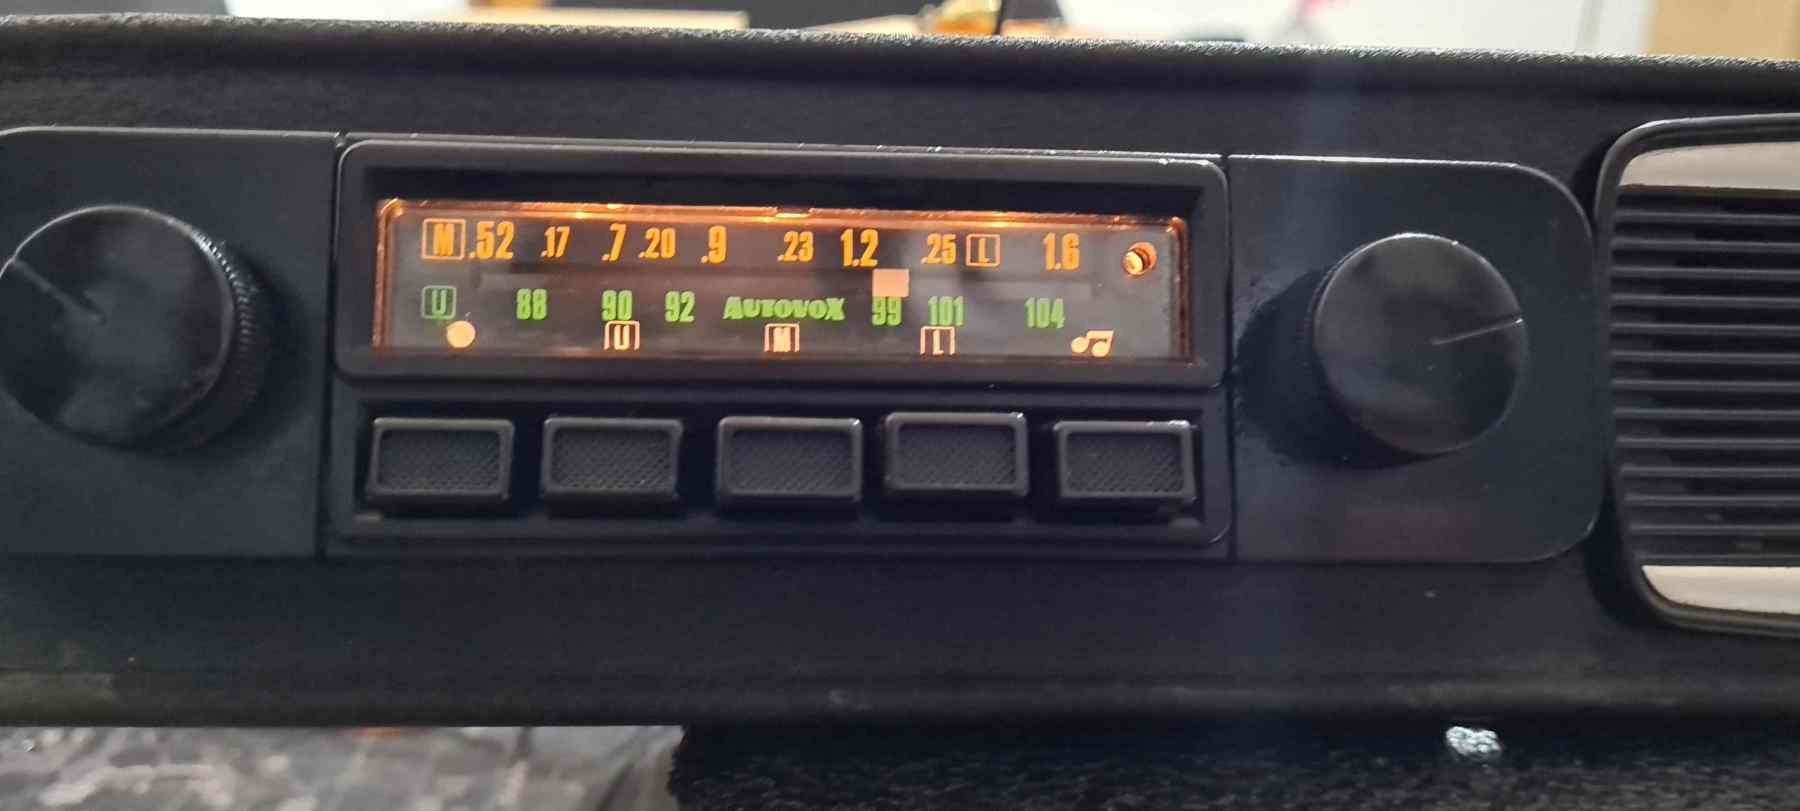 M .52 .17 .7 .20 .9 .23 1.2 .25 L 1.6
U 88 90 92 AUTOVOX 99 101 104
U M L